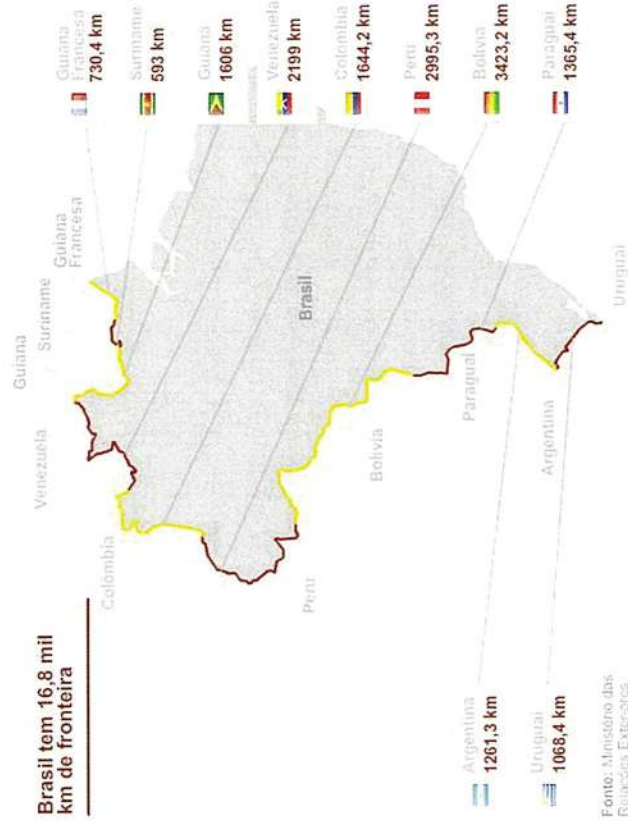 Brasil tem 16,8 mil
km de fronteira
Guiana
Suriname
Guiana
Francesa
Venezuela
Colômbia
Peru
Bolívia
Paraguai
Argentina
Uruguai
Brasil
Guiana
Francesa
730,4 km
Suriname
593 km
Guiana
1606 km
Venezuela
2199 km
Colômbia
1644,2 km
Peru
2995,3 km
Bolívia
3423,2 km
Paraguai
1365,4 km
Argentina
1261,3 km
Uruguai
1068,4 km
Fonte: Ministério das
Relações Exteriores